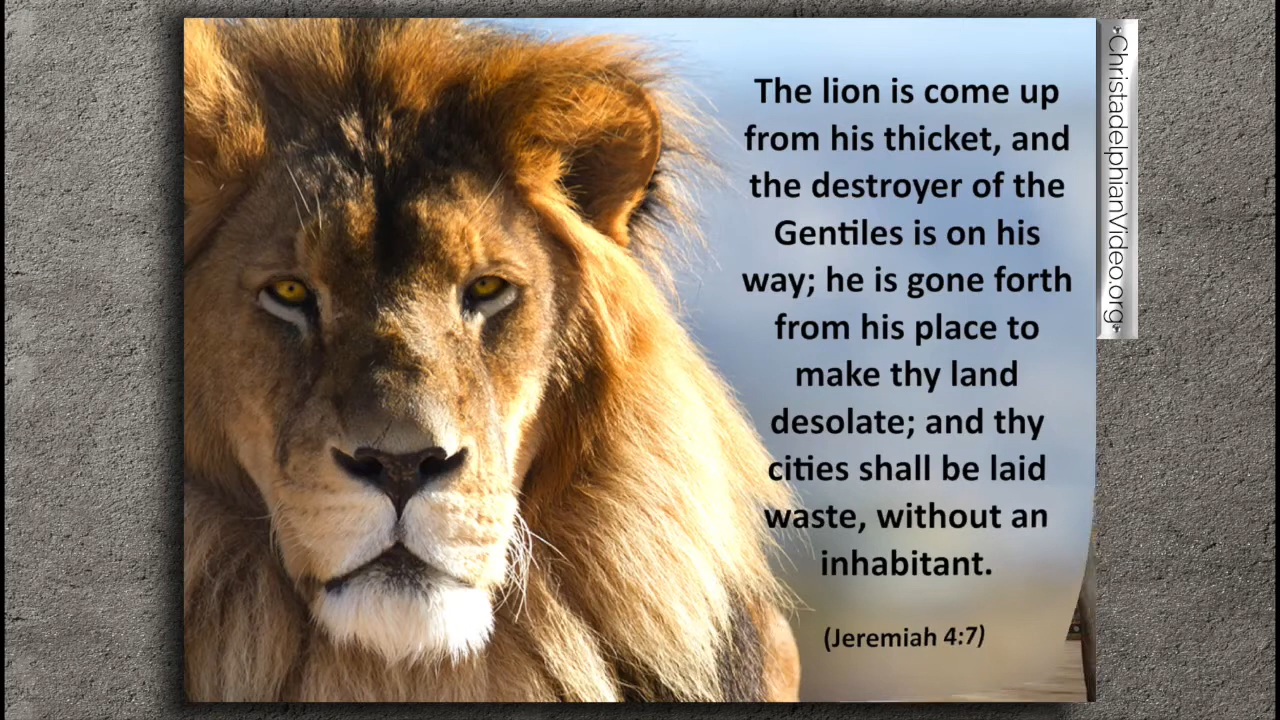 The lion is come up
from his thicket, and
the destroyer of the
Gentiles is on his
way; he is gone forth
from his place to
make thy land
desolate; and thy
cities shall be laid
waste, without an
inhabitant.
(Jeremiah 4:7)
ChristadelphianVideo.org